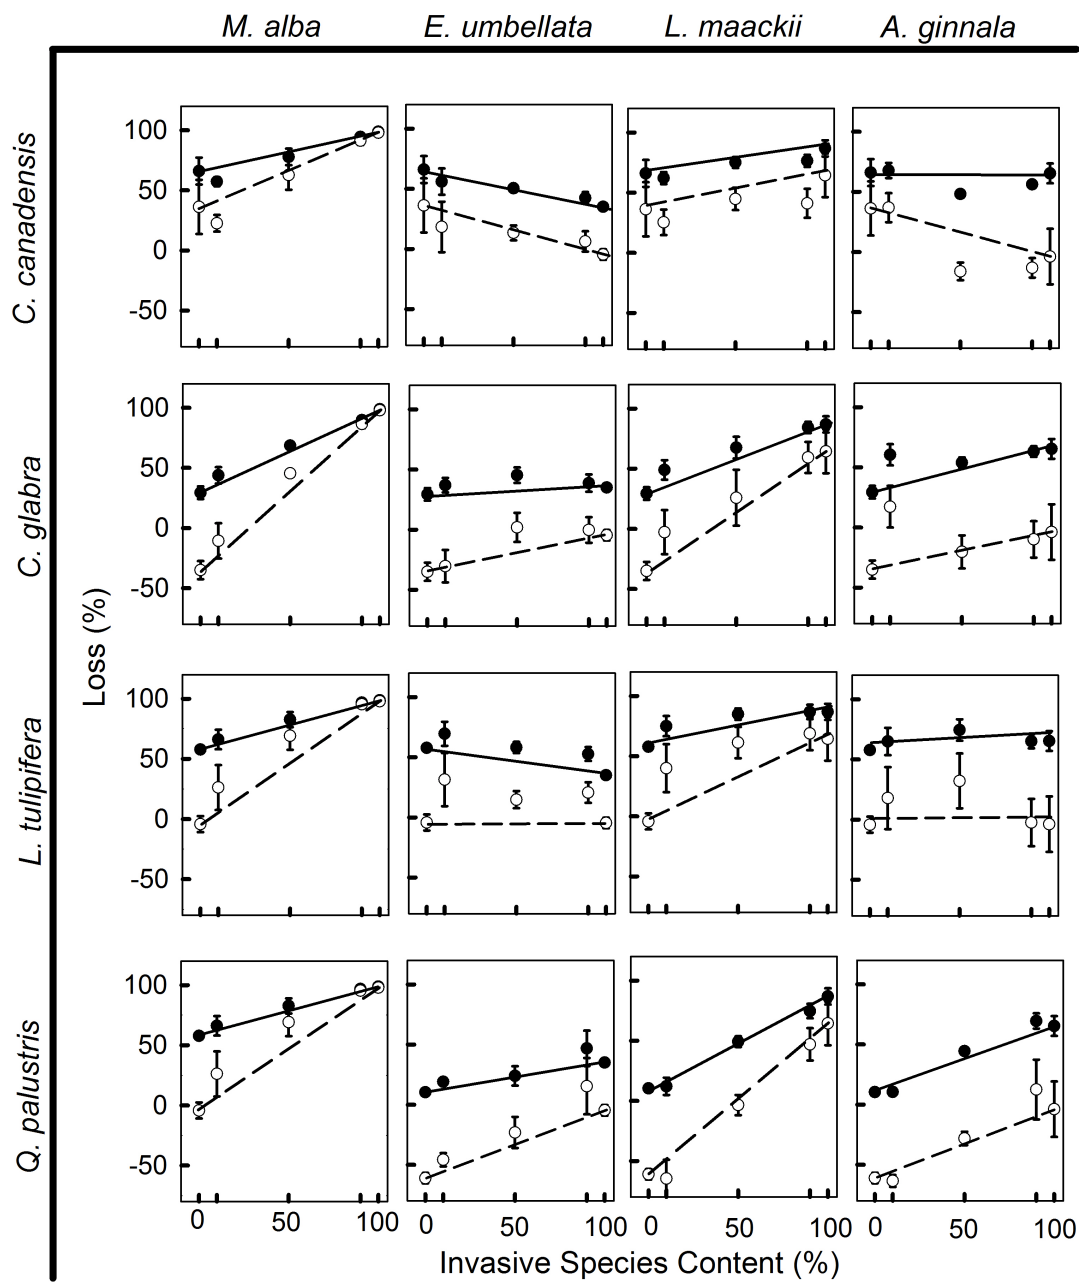 M. alba E. umbellata L. maackii A. ginnala
C. canadensis
100
50
0
-50
C. glabra
100
50
0
-50
Loss (%)
L. tulipifera
100
50
0
-50
Q. palustris
100
50
0
-50
0 50 100 0 50 100 0 50 100 0 50 100
Invasive Species Content (%)